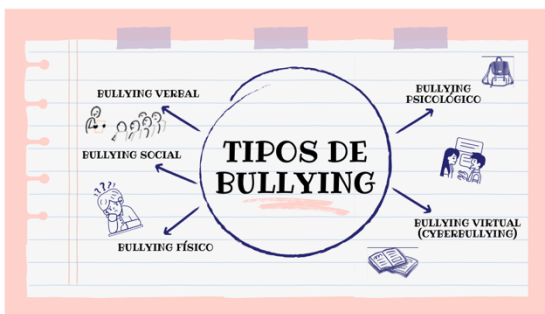 TIPOS DE
BULLYING
BULLYING VERBAL
BULLYING SOCIAL
BULLYING FÍSICO
BULLYING
PSICOLÓGICO
BULLYING VIRTUAL
(CYBERBULLYING)
???